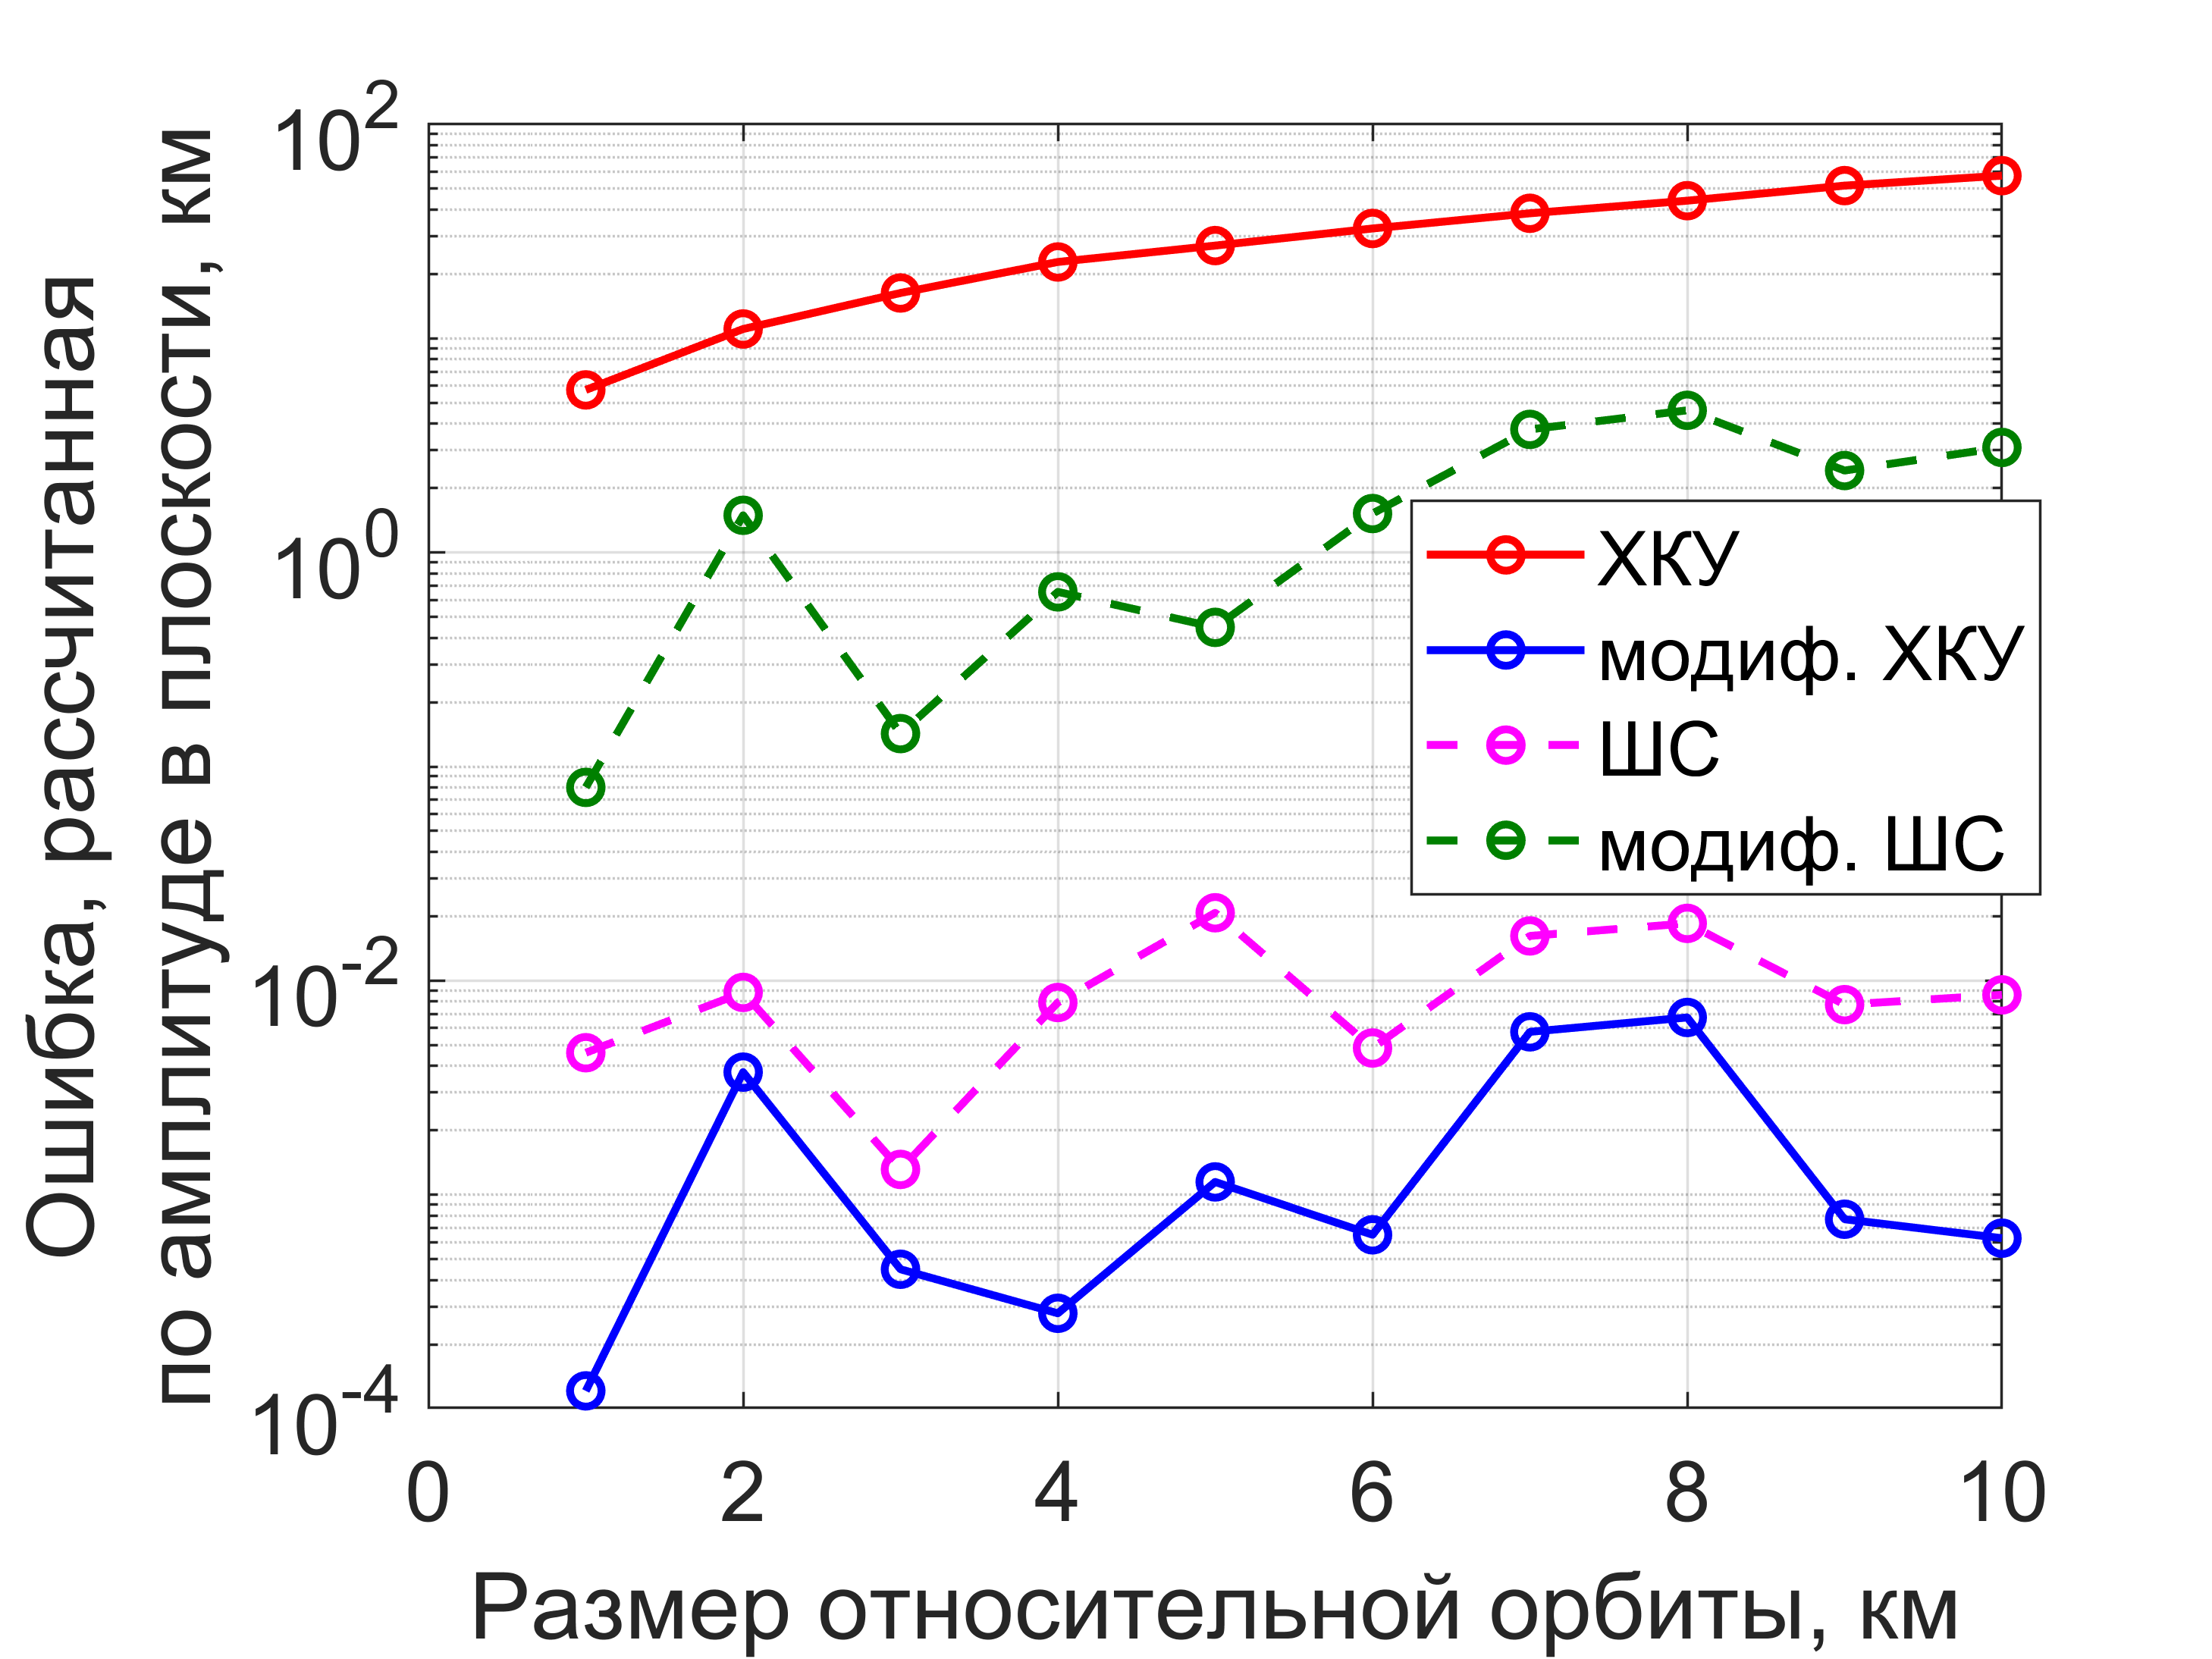 Ошибка, рассчитанная
по амплитуде в плоскости, км
10^2
10^0
10^-2
10^-4
ХКУ
модиф. ХКУ
ШС
модиф. ШС
0 2 4 6 8 10
Размер относительной орбиты, км